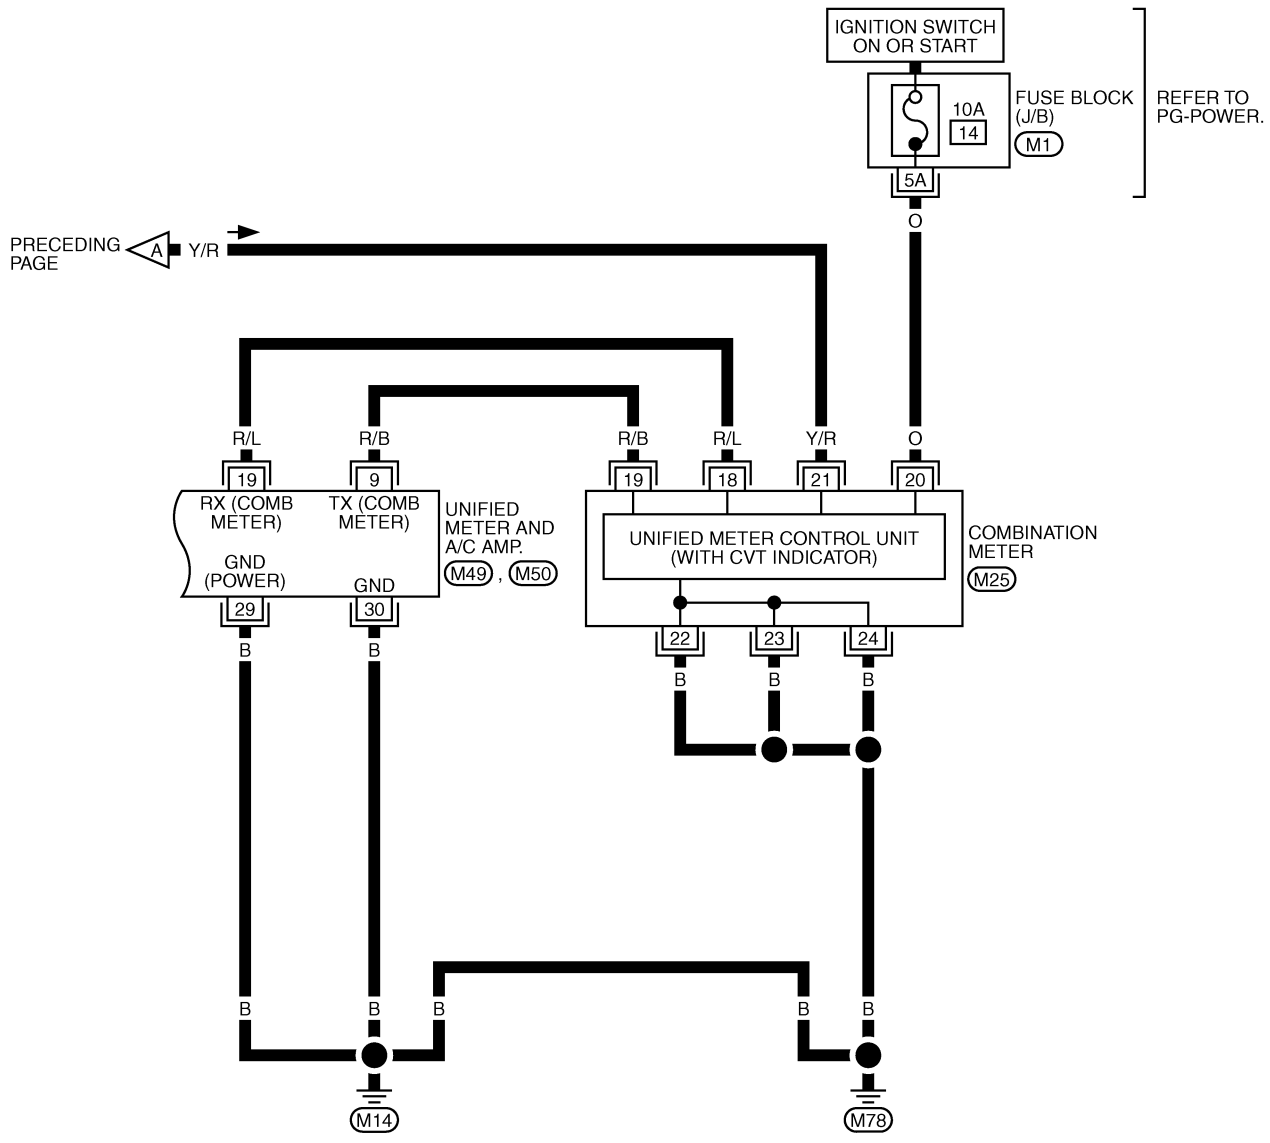 IGNITION SWITCH
ON OR START
10A
14
FUSE BLOCK
(J/B)
M1
REFER TO
PG-POWER.
5A
O
PRECEDING
PAGE
A
Y/R
R/L
R/B
R/B
R/L
Y/R
O
19
9
19
18
21
20
RX (COMB
METER)
TX (COMB
METER)
GND
(POWER)
GND
UNIFIED
METER AND
A/C AMP.
M49 , M50
UNIFIED METER CONTROL UNIT
(WITH CVT INDICATOR)
COMBINATION
METER
M25
29
30
22
23
24
B
B
B
B
B
B
B
B
B
B
M14
M78